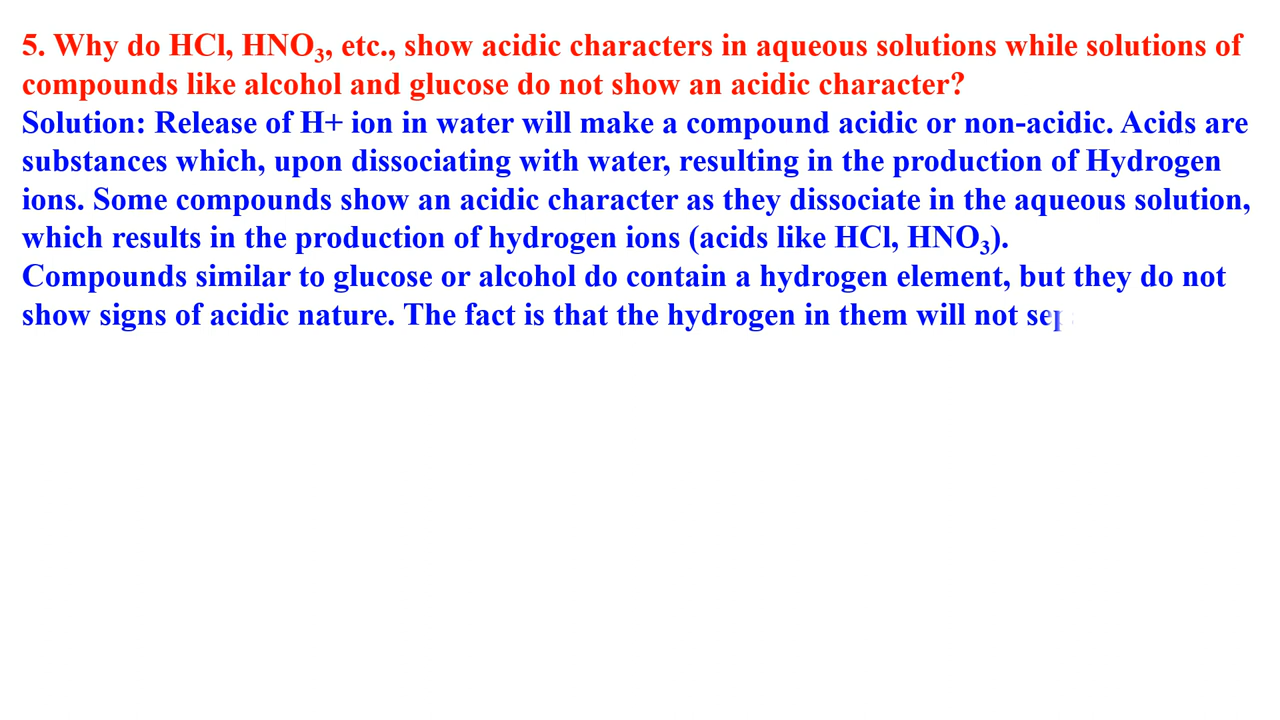 5. Why do HCl, HNO₃, etc., show acidic characters in aqueous solutions while solutions of
compounds like alcohol and glucose do not show an acidic character?
Solution: Release of H+ ion in water will make a compound acidic or non-acidic. Acids are
substances which, upon dissociating with water, resulting in the production of Hydrogen
ions. Some compounds show an acidic character as they dissociate in the aqueous solution,
which results in the production of hydrogen ions (acids like HCl, HNO₃).
Compounds similar to glucose or alcohol do contain a hydrogen element, but they do not
show signs of acidic nature. The fact is that the hydrogen in them will not